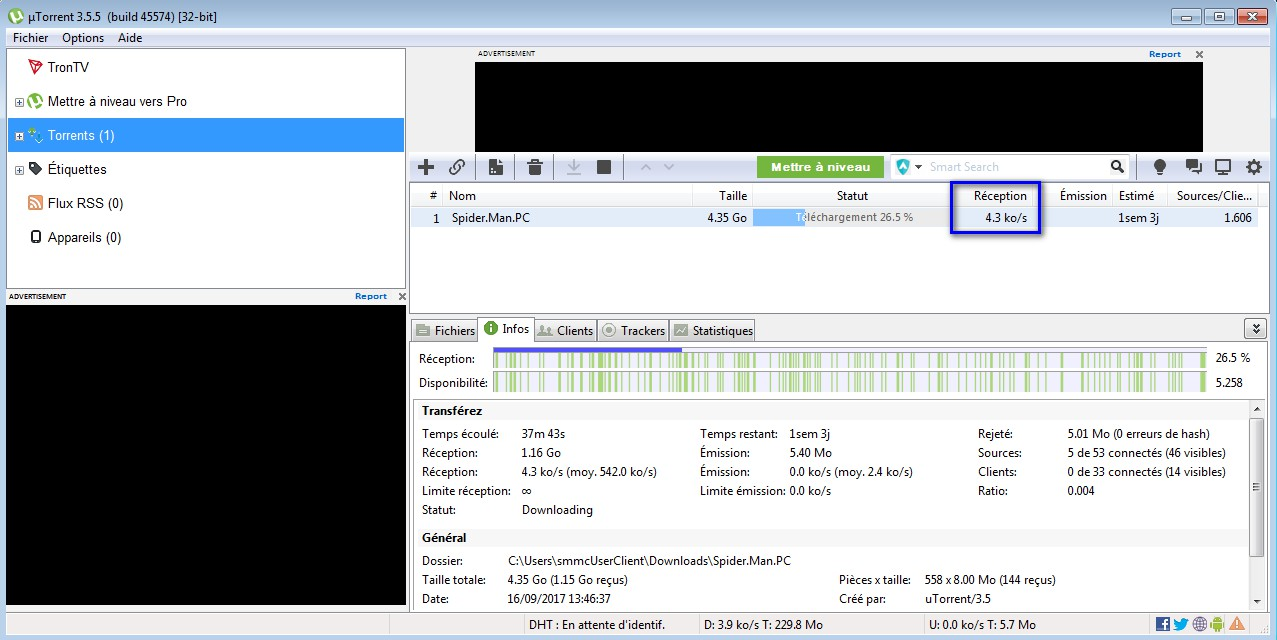 µTorrent 3.5.5 (build 45574) [32-bit]
Fichier Options Aide
TronTV
Mettre à niveau vers Pro
Torrents (1)
Étiquettes
Flux RSS (0)
Appareils (0)
ADVERTISEMENT Report
ADVERTISEMENT Report
Mettre à niveau Smart Search
# Nom Taille Statut Réception Émission Estimé Sources/Clie...
1 Spider.Man.PC 4.35 Go Téléchargement 26.5 % 4.3 ko/s 1sem 3j 1.606
Fichiers Infos Clients Trackers Statistiques
Réception: 26.5 %
Disponibilité: 5.258
Transférez
Temps écoulé: 37m 43s Temps restant: 1sem 3j Rejeté: 5.01 Mo (0 erreurs de hash)
Réception: 1.16 Go Émission: 5.40 Mo Sources: 5 de 53 connectés (46 visibles)
Réception: 4.3 ko/s (moy. 542.0 ko/s) Émission: 0.0 ko/s (moy. 2.4 ko/s) Clients: 0 de 33 connectés (14 visibles)
Limite réception: ∞ Limite émission: 0.0 ko/s Ratio: 0.004
Statut: Downloading
Général
Dossier: C:\Users\smmcUserClient\Downloads\Spider.Man.PC
Taille totale: 4.35 Go (1.15 Go reçus) Pièces x taille: 558 x 8.00 Mo (144 reçus)
Date: 16/09/2017 13:46:37 Créé par: uTorrent/3.5
DHT : En attente d'identif. D: 3.9 ko/s T: 229.8 Mo U: 0.0 ko/s T: 5.7 Mo